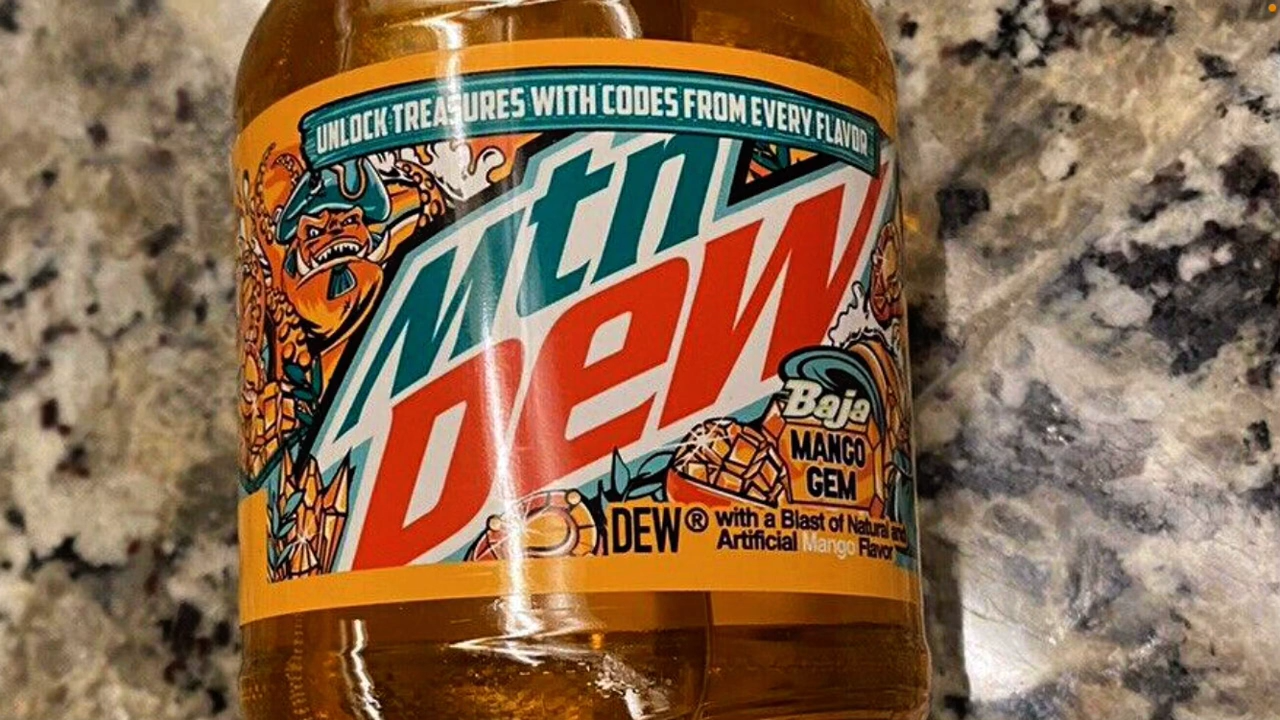 UNLOCK TREASURES WITH CODES FROM EVERY FLAVOR
Mtn
DEW
Baja
MANGO
GEM
DEW® with a Blast of Natural and
Artificial Mango Flavor